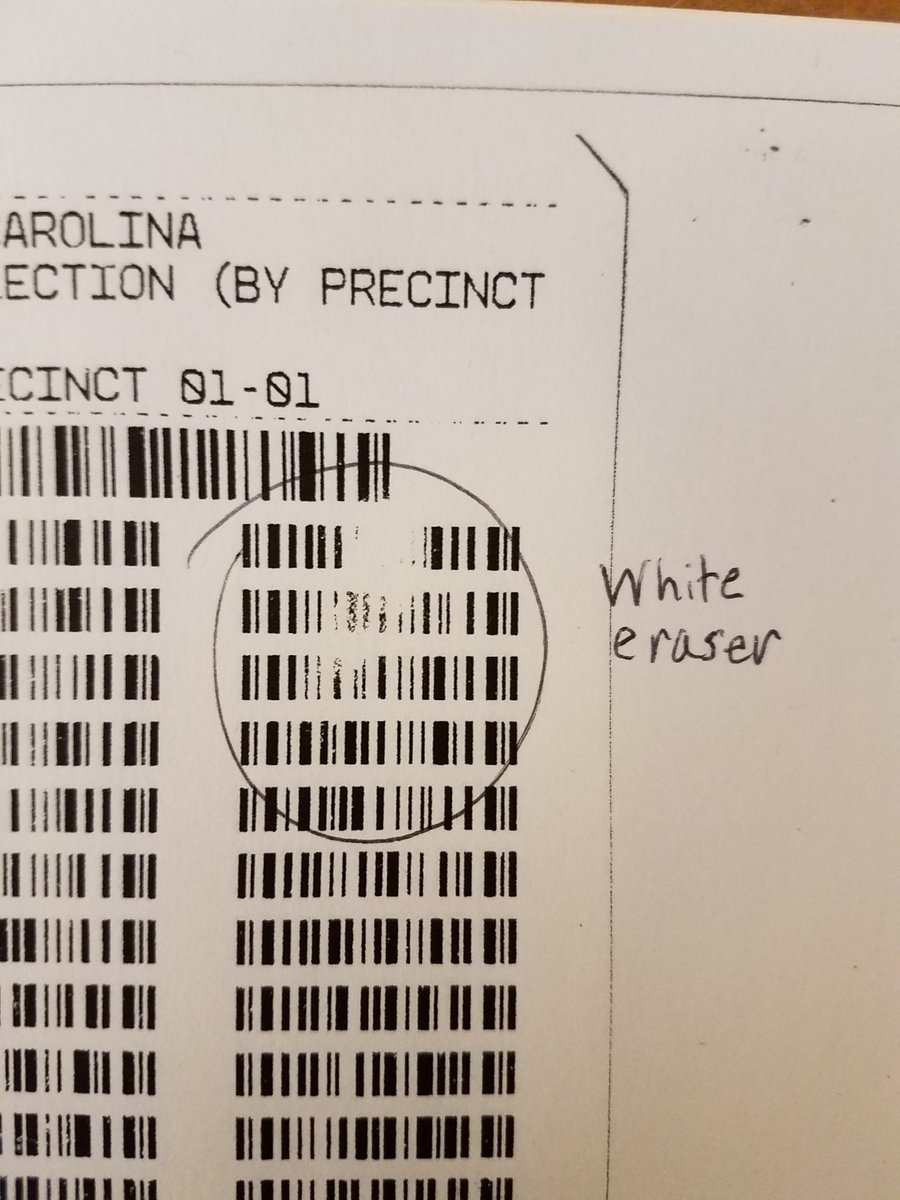 AROLINA
ECTION (BY PRECINCT
CINCT 01-01
White
eraser